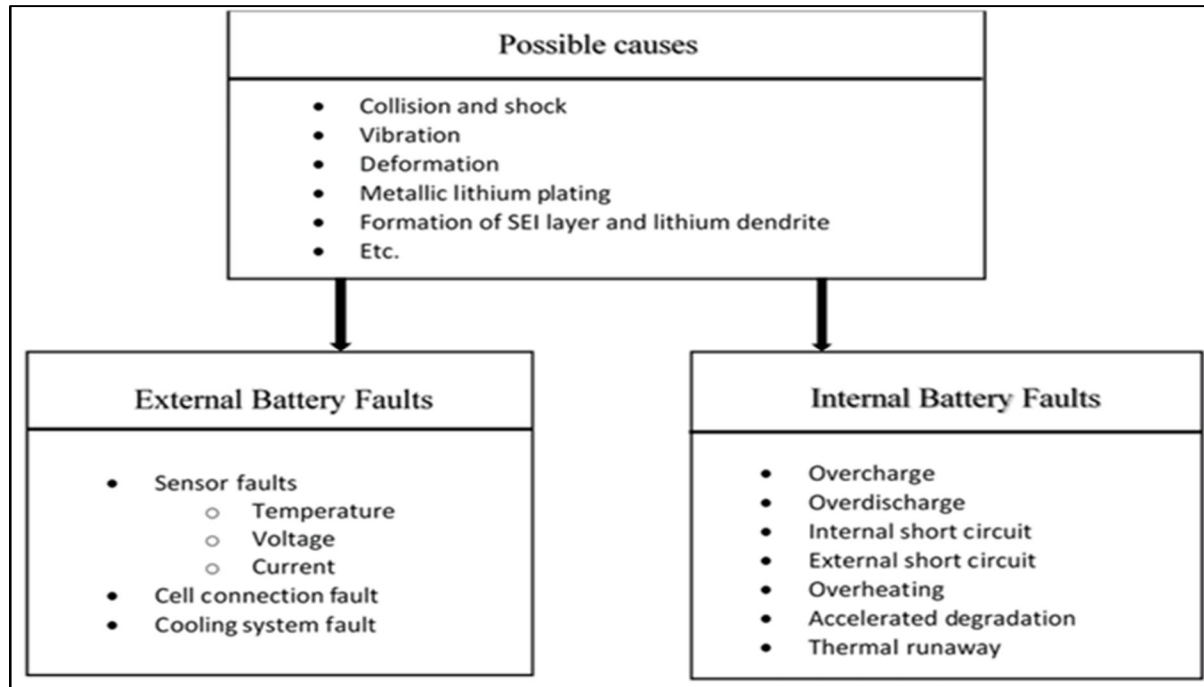 Possible causes
• Collision and shock
• Vibration
• Deformation
• Metallic lithium plating
• Formation of SEI layer and lithium dendrite
• Etc.
External Battery Faults
• Sensor faults
○ Temperature
○ Voltage
○ Current
• Cell connection fault
• Cooling system fault
Internal Battery Faults
• Overcharge
• Overdischarge
• Internal short circuit
• External short circuit
• Overheating
• Accelerated degradation
• Thermal runaway